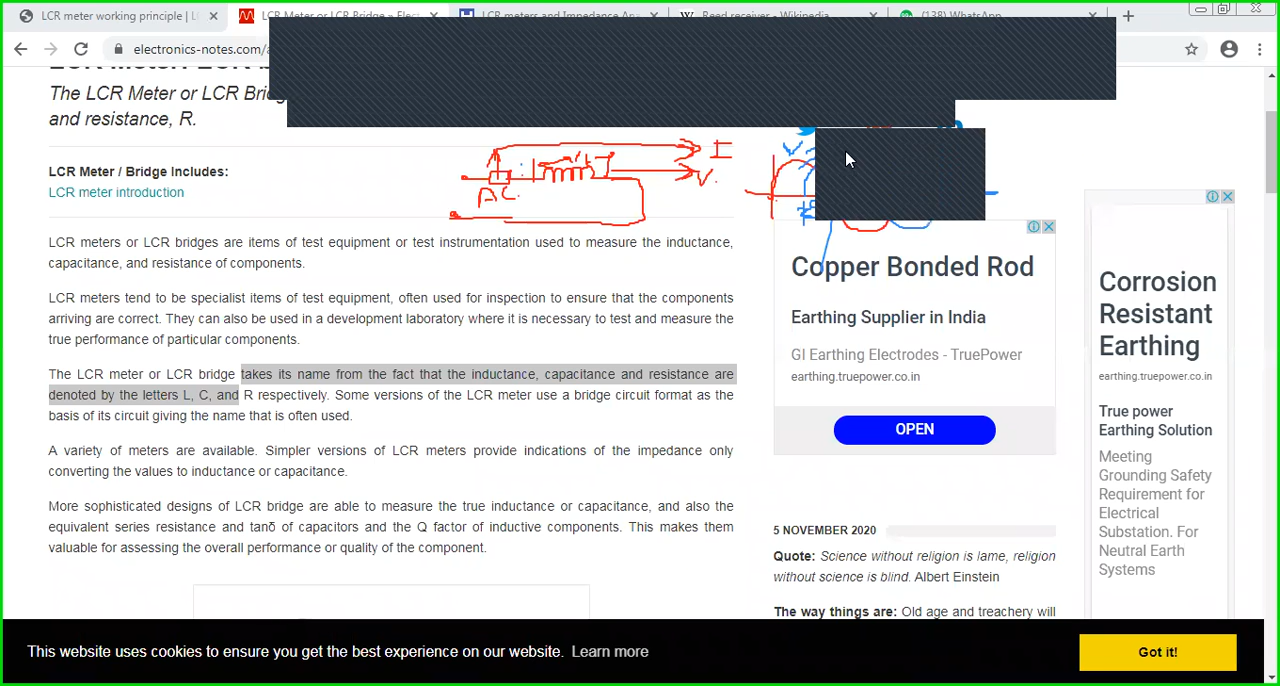 LCR meter working principle | L
LCR Meter or LCR Bridge » Elec
LCR meters and Impedance An
Reed receiver - Wikipedia
(138) WhatsApp
electronics-notes.com/a
The LCR Meter or LCR Brid
and resistance, R.
LCR Meter / Bridge Includes:
LCR meter introduction
I
V
AC
V
LCR meters or LCR bridges are items of test equipment or test instrumentation used to measure the inductance,
capacitance, and resistance of components.
LCR meters tend to be specialist items of test equipment, often used for inspection to ensure that the components
arriving are correct. They can also be used in a development laboratory where it is necessary to test and measure the
true performance of particular components.
The LCR meter or LCR bridge takes its name from the fact that the inductance, capacitance and resistance are
denoted by the letters L, C, and R respectively. Some versions of the LCR meter use a bridge circuit format as the
basis of its circuit giving the name that is often used.
A variety of meters are available. Simpler versions of LCR meters provide indications of the impedance only
converting the values to inductance or capacitance.
More sophisticated designs of LCR bridge are able to measure the true inductance or capacitance, and also the
equivalent series resistance and tanδ of capacitors and the Q factor of inductive components. This makes them
valuable for assessing the overall performance or quality of the component.
Copper Bonded Rod
Earthing Supplier in India
GI Earthing Electrodes - TruePower
earthing.truepower.co.in
OPEN
5 NOVEMBER 2020
Quote: Science without religion is lame, religion
without science is blind. Albert Einstein
The way things are: Old age and treachery will
Corrosion
Resistant
Earthing
earthing.truepower.co.in
True power
Earthing Solution
Meeting
Grounding Safety
Requirement for
Electrical
Substation. For
Neutral Earth
Systems
This website uses cookies to ensure you get the best experience on our website. Learn more
Got it!